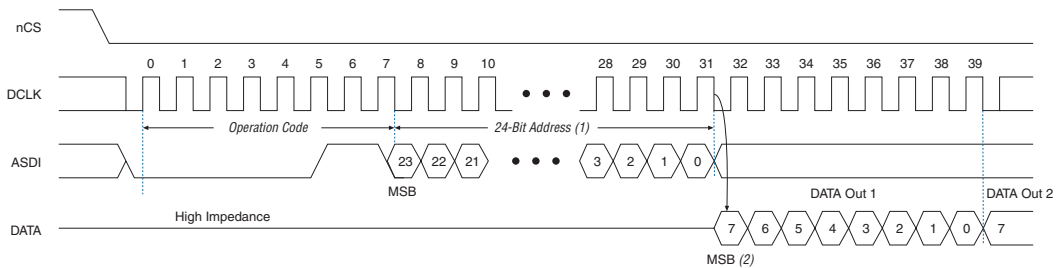 nCS
0 1 2 3 4 5 6 7 8 9 10 28 29 30 31 32 33 34 35 36 37 38 39
DCLK
Operation Code 24-Bit Address (1)
ASDI 23 22 21 3 2 1 0
MSB
DATA Out 1 DATA Out 2
High Impedance
DATA 7 6 5 4 3 2 1 0 7
MSB (2)